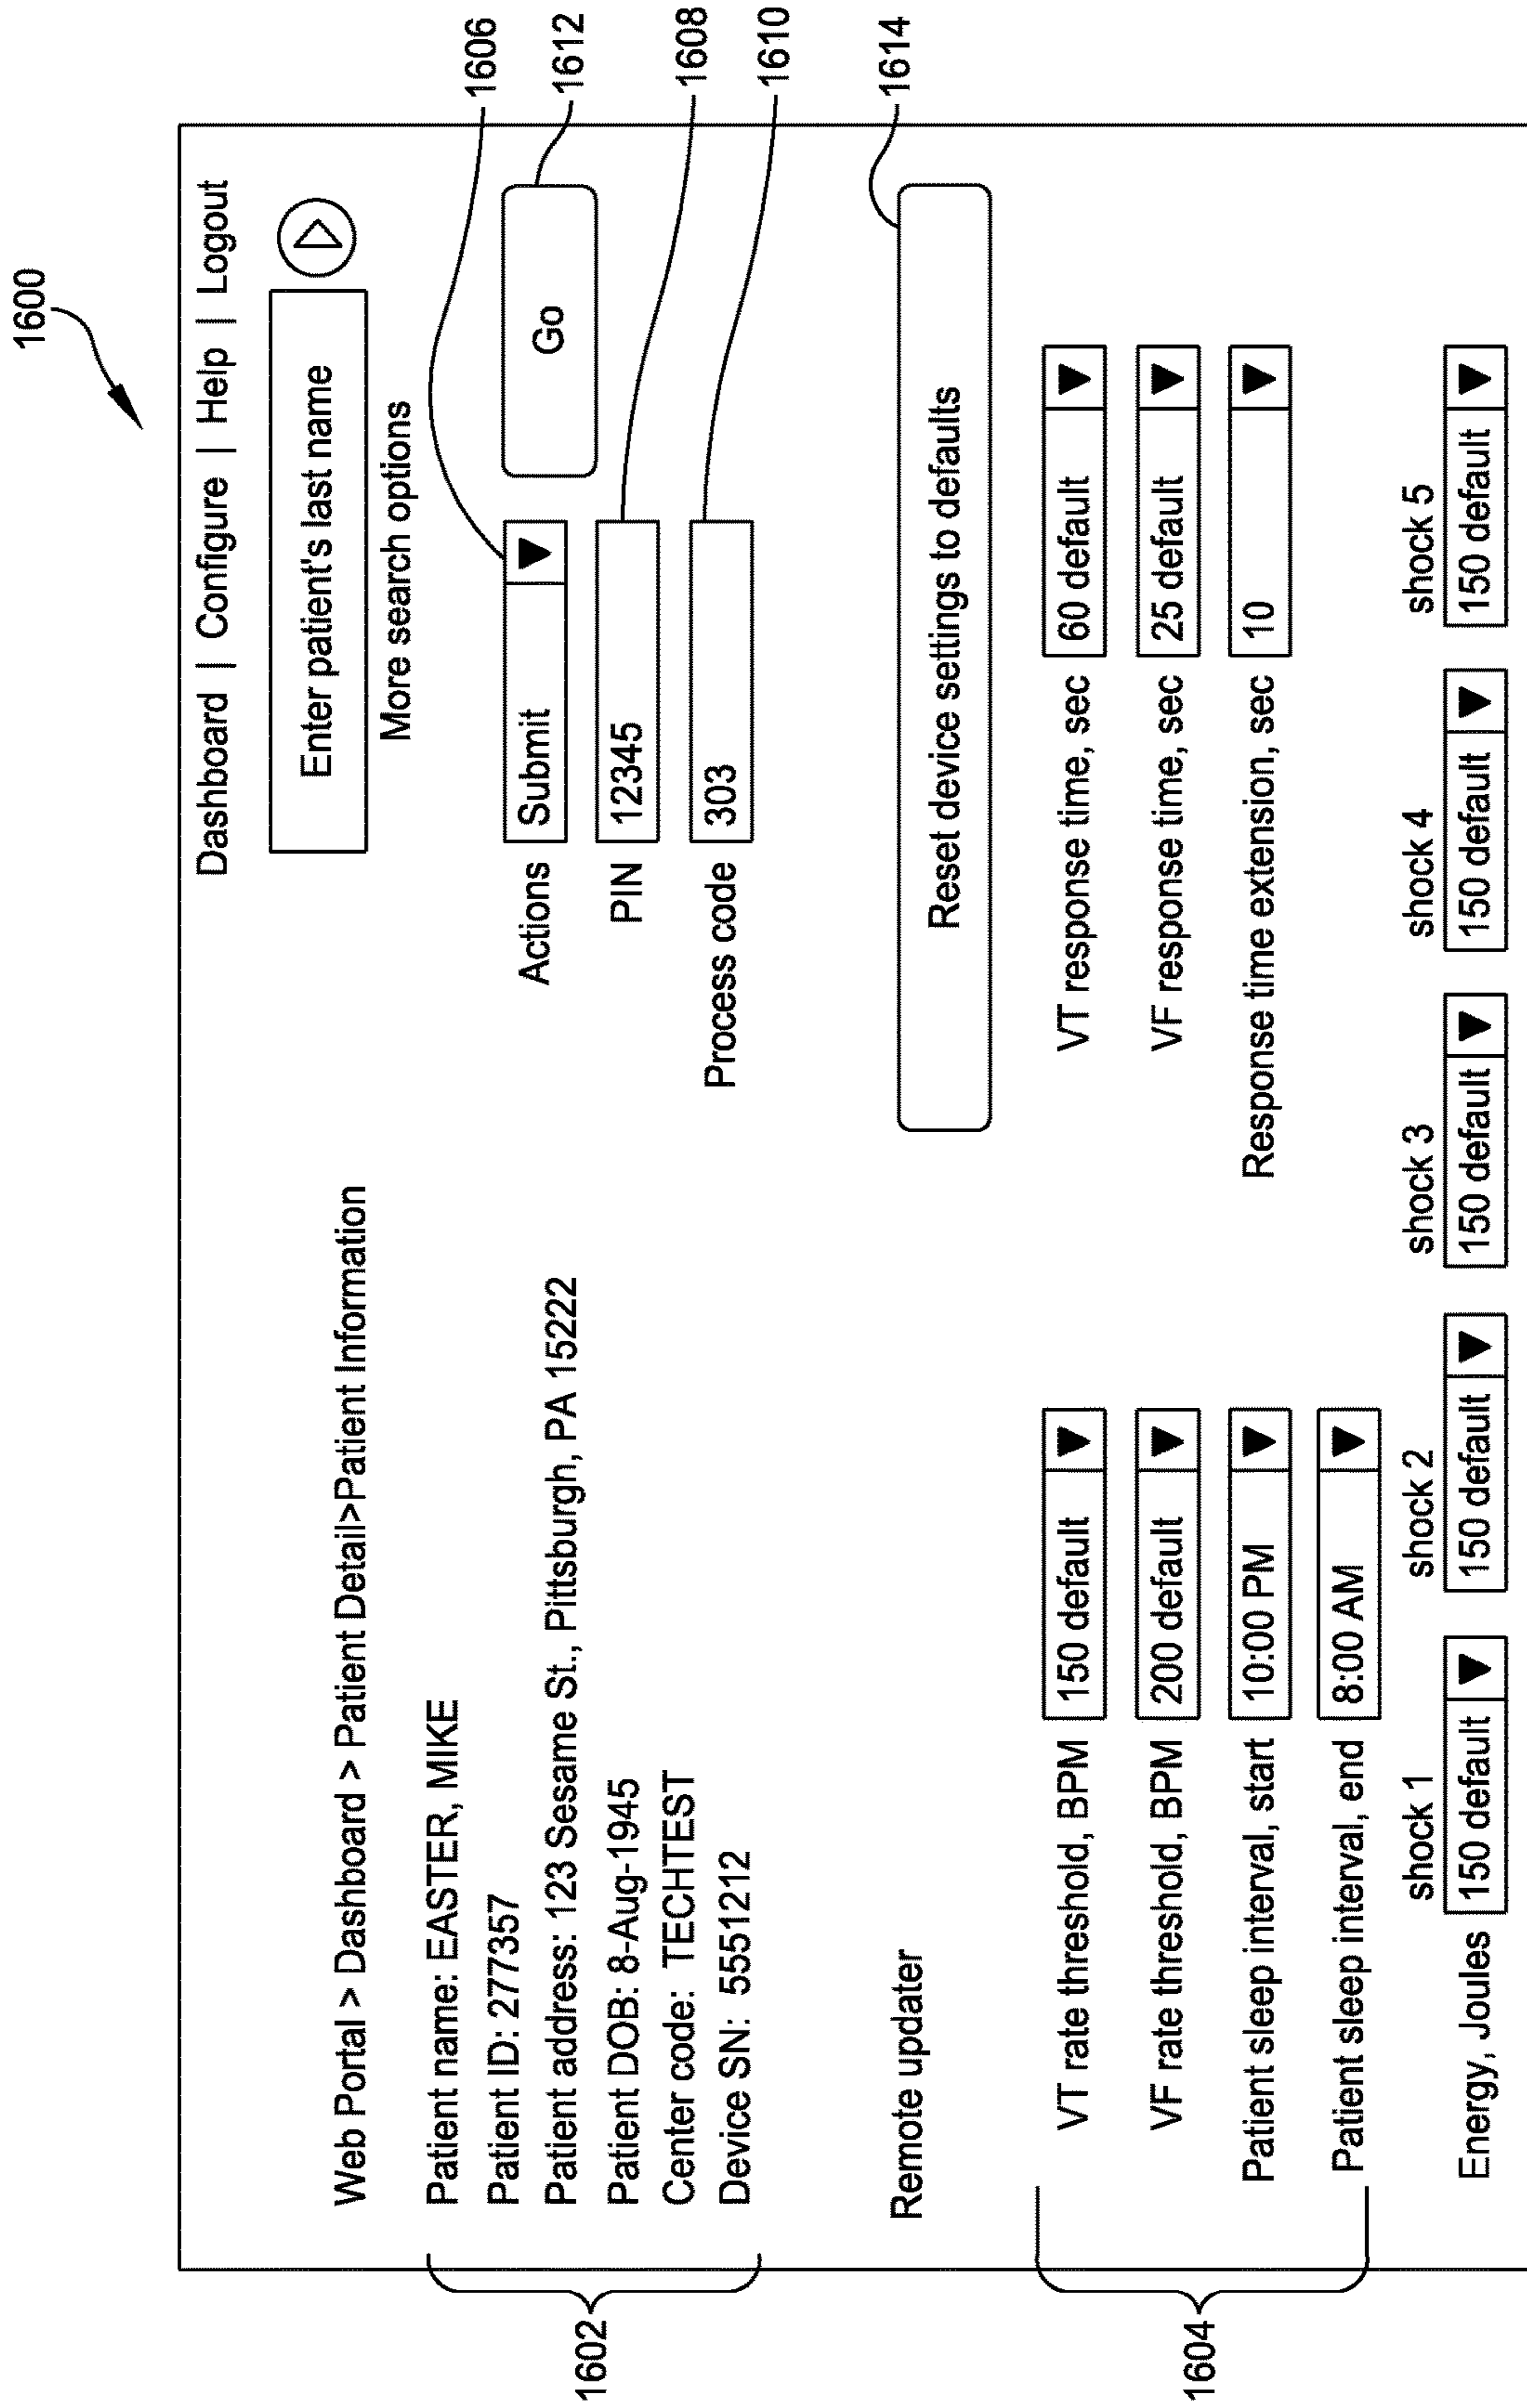 1600
Dashboard | Configure | Help | Logout
Enter patient's last name
More search options
Web Portal > Dashboard > Patient Detail>Patient Information
1602
Patient name: EASTER, MIKE
Patient ID: 277357
Patient address: 123 Sesame St., Pittsburgh, PA 15222
Patient DOB: 8-Aug-1945
Center code: TECHTEST
Device SN: 5551212
Actions Submit Go
PIN 12345
Process code 303
1606
1612
1608
1610
Remote updater
Reset device settings to defaults
1614
1604
VT rate threshold, BPM 150 default
VF rate threshold, BPM 200 default
Patient sleep interval, start 10:00 PM
Patient sleep interval, end 8:00 AM
VT response time, sec 60 default
VF response time, sec 25 default
Response time extension, sec 10
shock 1 shock 2 shock 3 shock 4 shock 5
Energy, Joules 150 default 150 default 150 default 150 default 150 default